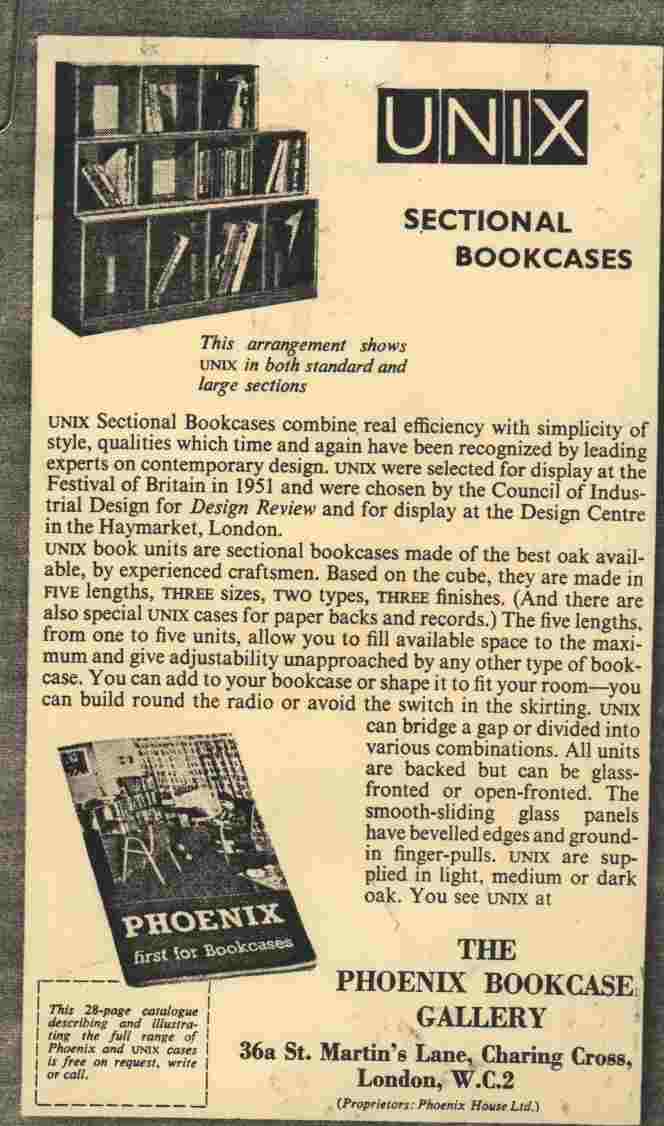 UNIX
SECTIONAL
BOOKCASES
This arrangement shows
UNIX in both standard and
large sections
UNIX Sectional Bookcases combine real efficiency with simplicity of
style, qualities which time and again have been recognized by leading
experts on contemporary design. UNIX were selected for display at the
Festival of Britain in 1951 and were chosen by the Council of Indus-
trial Design for Design Review and for display at the Design Centre
in the Haymarket, London.
UNIX book units are sectional bookcases made of the best oak avail-
able, by experienced craftsmen. Based on the cube, they are made in
FIVE lengths, THREE sizes, TWO types, THREE finishes. (And there are
also special UNIX cases for paper backs and records.) The five lengths,
from one to five units, allow you to fill available space to the maxi-
mum and give adjustability unapproached by any other type of book-
case. You can add to your bookcase or shape it to fit your room—you
can build round the radio or avoid the switch in the skirting. UNIX
can bridge a gap or divided into
various combinations. All units
are backed but can be glass-
fronted or open-fronted. The
smooth-sliding glass panels
have bevelled edges and ground-
in finger-pulls. UNIX are sup-
plied in light, medium or dark
oak. You see UNIX at
PHOENIX
first for Bookcases
This 28-page catalogue
describing and illustra-
ting the full range of
Phoenix and UNIX cases
is free on request, write
or call.
THE
PHOENIX BOOKCASE
GALLERY
36a St. Martin's Lane, Charing Cross,
London, W.C.2
(Proprietors: Phoenix House Ltd.)